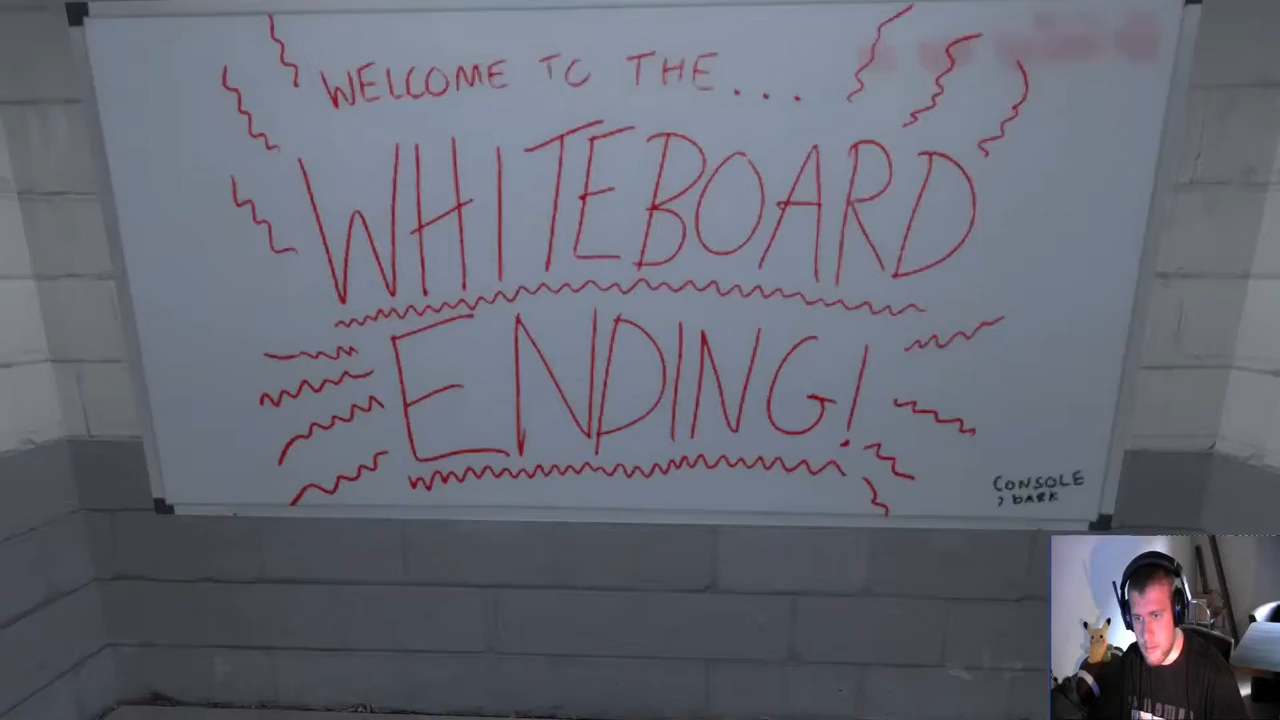 WELCOME TO THE...
WHITEBOARD
ENDING!
CONSOLE
> BARK